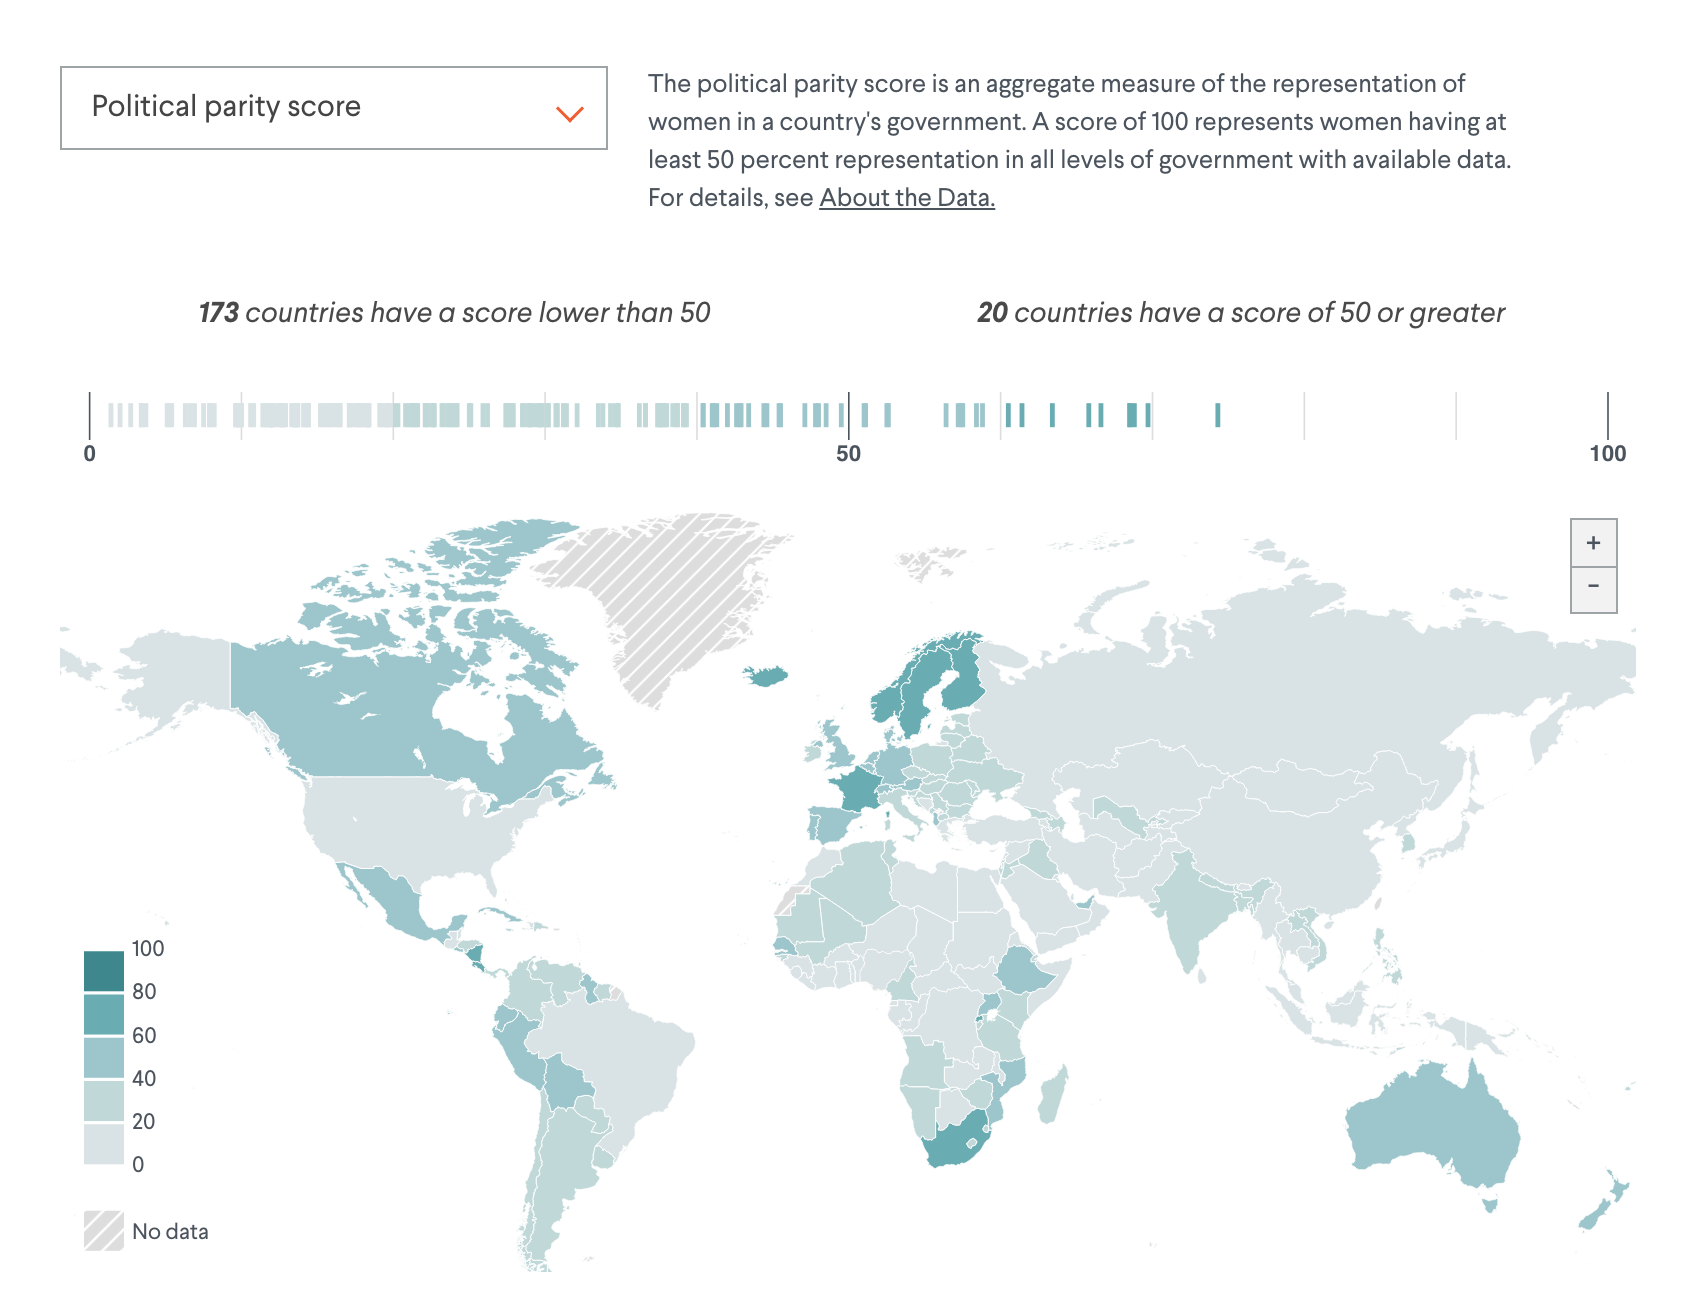 Political parity score
The political parity score is an aggregate measure of the representation of
women in a country's government. A score of 100 represents women having at
least 50 percent representation in all levels of government with available data.
For details, see About the Data.
173 countries have a score lower than 50
20 countries have a score of 50 or greater
0
50
100
+
-
100
80
60
40
20
0
No data